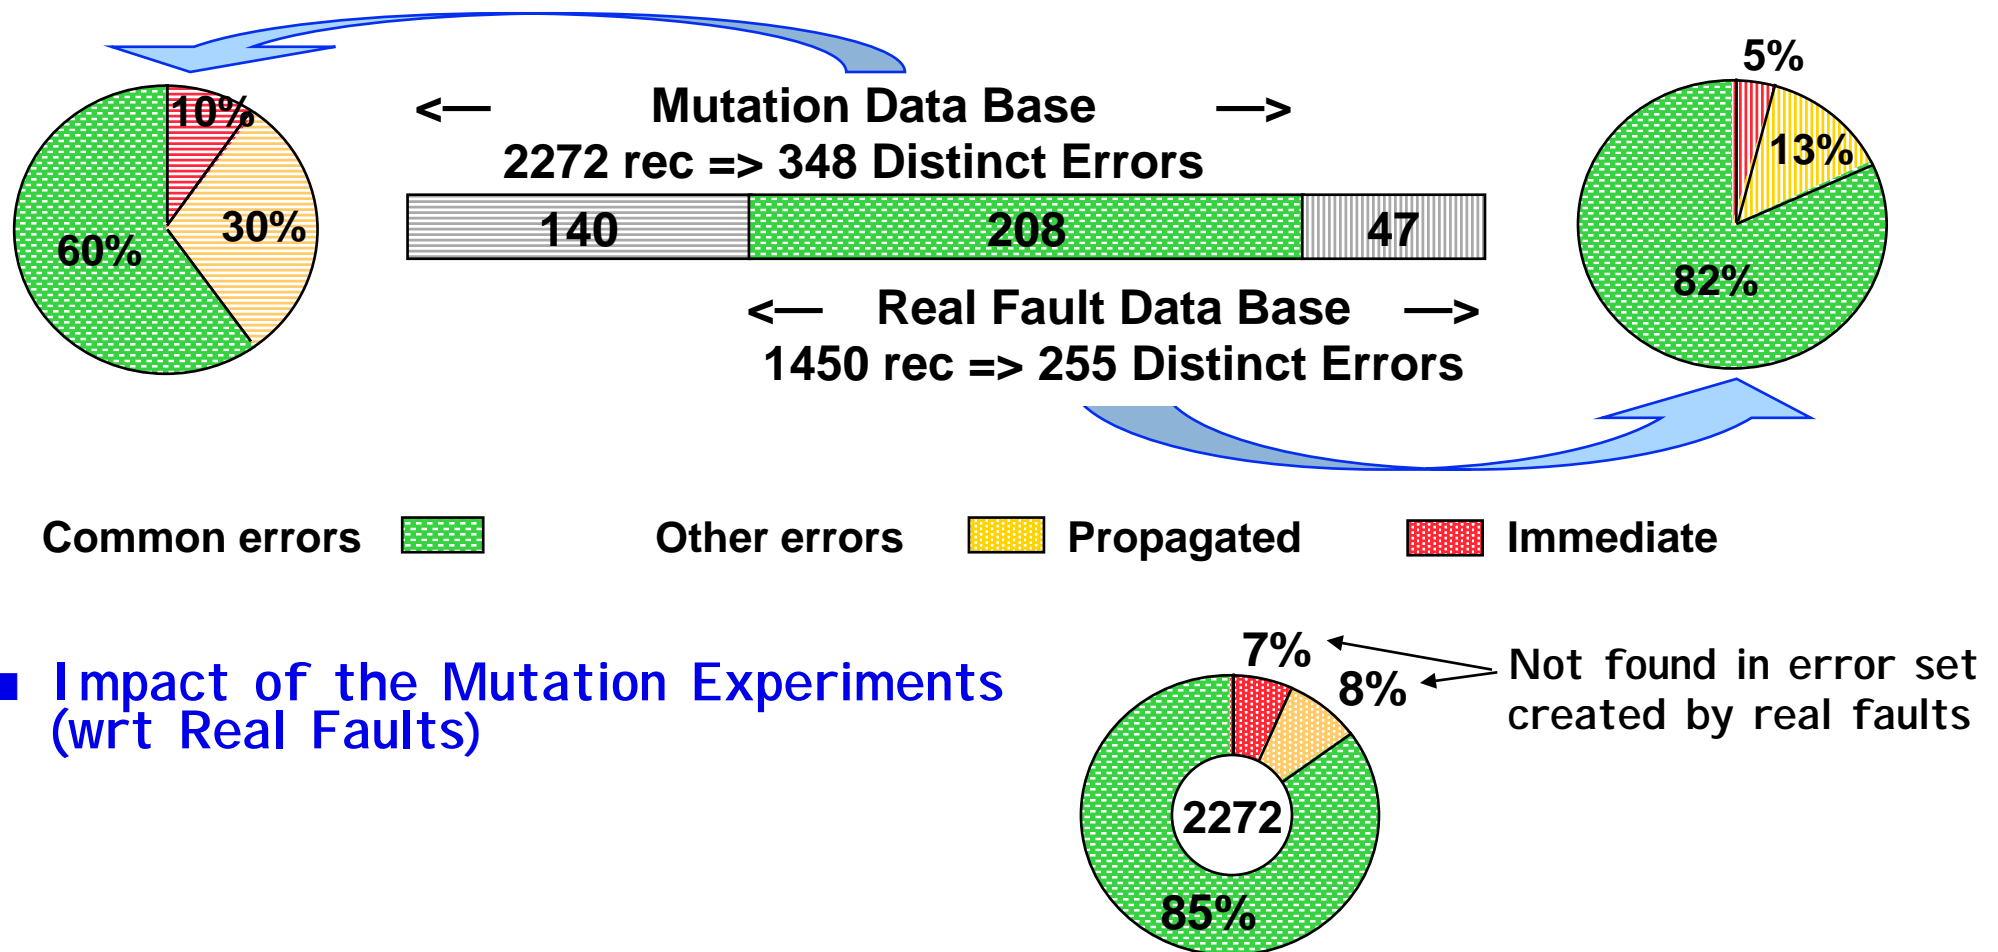 10%
30%
60%
<— Mutation Data Base —>
2272 rec => 348 Distinct Errors
140 208 47
<— Real Fault Data Base —>
1450 rec => 255 Distinct Errors
5%
13%
82%
Common errors Other errors Propagated Immediate
■ Impact of the Mutation Experiments
(wrt Real Faults)
7%
8%
2272
85%
Not found in error set
created by real faults